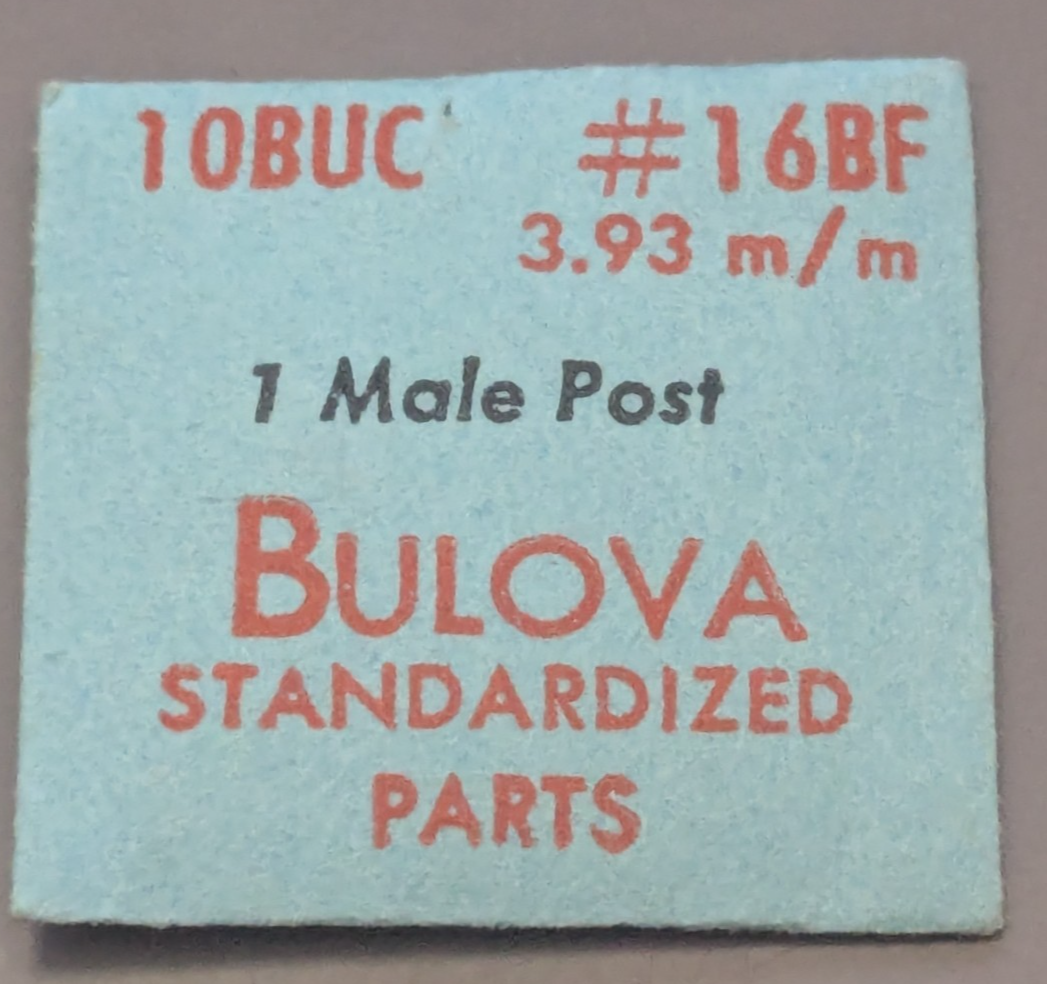 10BUC #16BF
3.93 m/m
1 Male Post
BULOVA
STANDARDIZED
PARTS